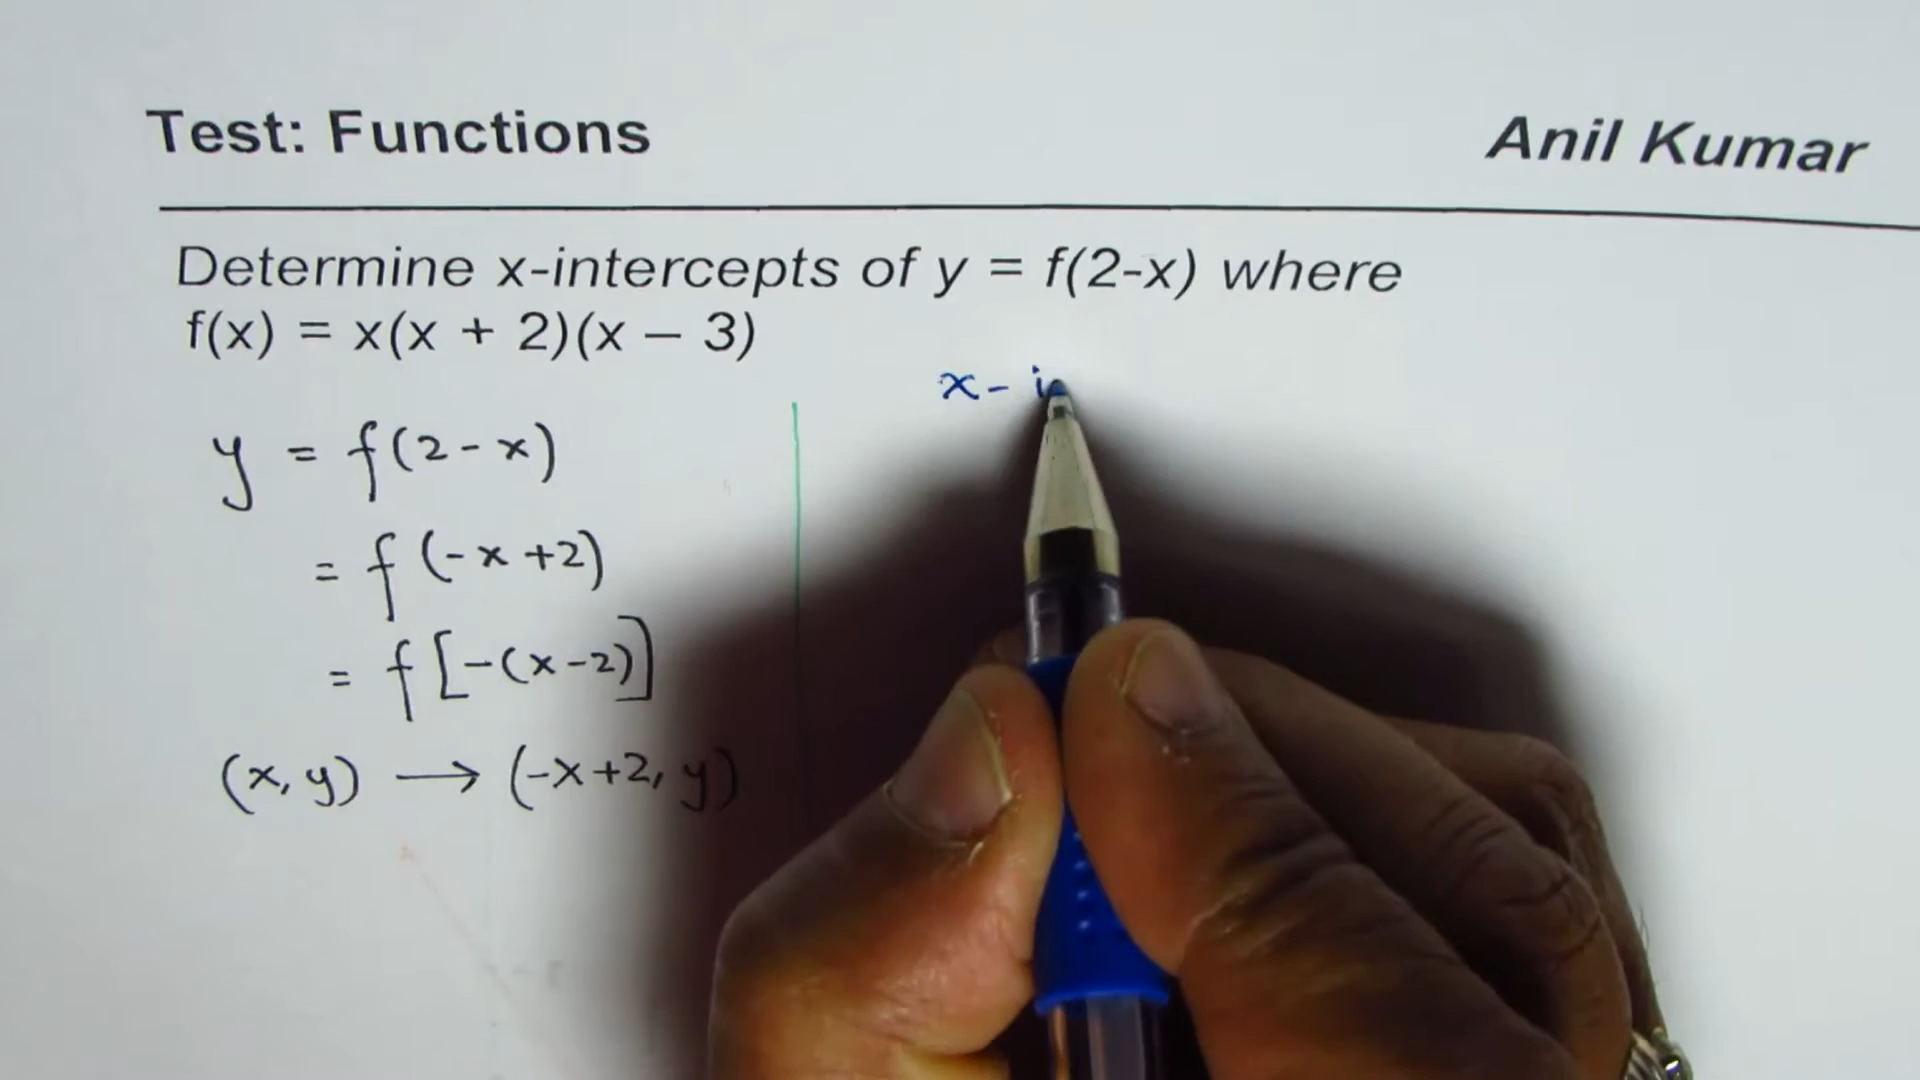 Test: Functions
Anil Kumar
Determine x-intercepts of y = f(2-x) where
f(x) = x(x + 2)(x – 3)
y = f(2-x)
= f(-x+2)
= f[-(x-2)]
(x, y) → (-x+2, y)
x-i